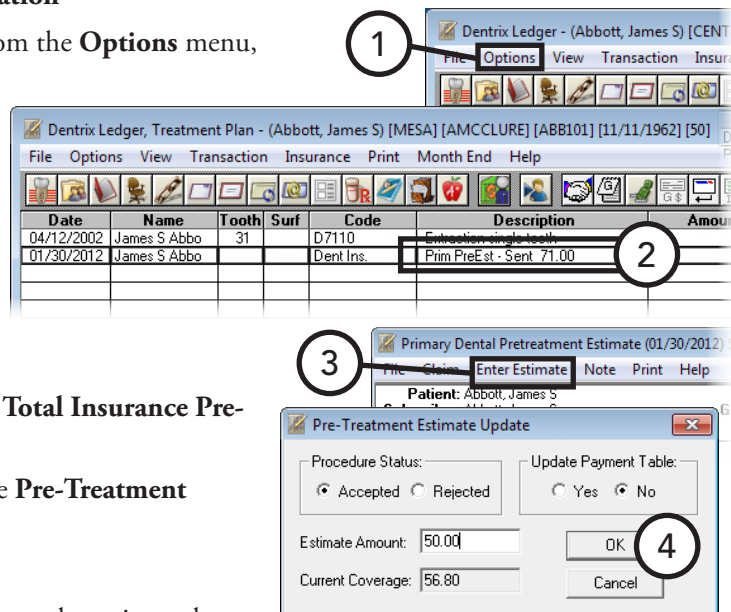 om the Options menu,
1
Dentrix Ledger - (Abbott, James S) [CENT
File Options View Transaction Insur
Dentrix Ledger, Treatment Plan - (Abbott, James S) [MESA] [AMCCLURE] [ABB101] [11/11/1962] [50]
File Options View Transaction Insurance Print Month End Help
Date Name Tooth Surf Code Description Amou
04/12/2002 James S Abbo 31 D7110 Extraction single tooth
01/30/2012 James S Abbo Dent Ins. Prim PreEst - Sent 71.00
2
Primary Dental Pretreatment Estimate (01/30/2012)
3
File Claim Enter Estimate Note Print Help
Patient: Abbott, James S
Total Insurance Pre-
Pre-Treatment Estimate Update
Procedure Status: Update Payment Table:
e Pre-Treatment
Accepted Rejected Yes No
Estimate Amount: 50.00 OK
4
Current Coverage: 56.80 Cancel